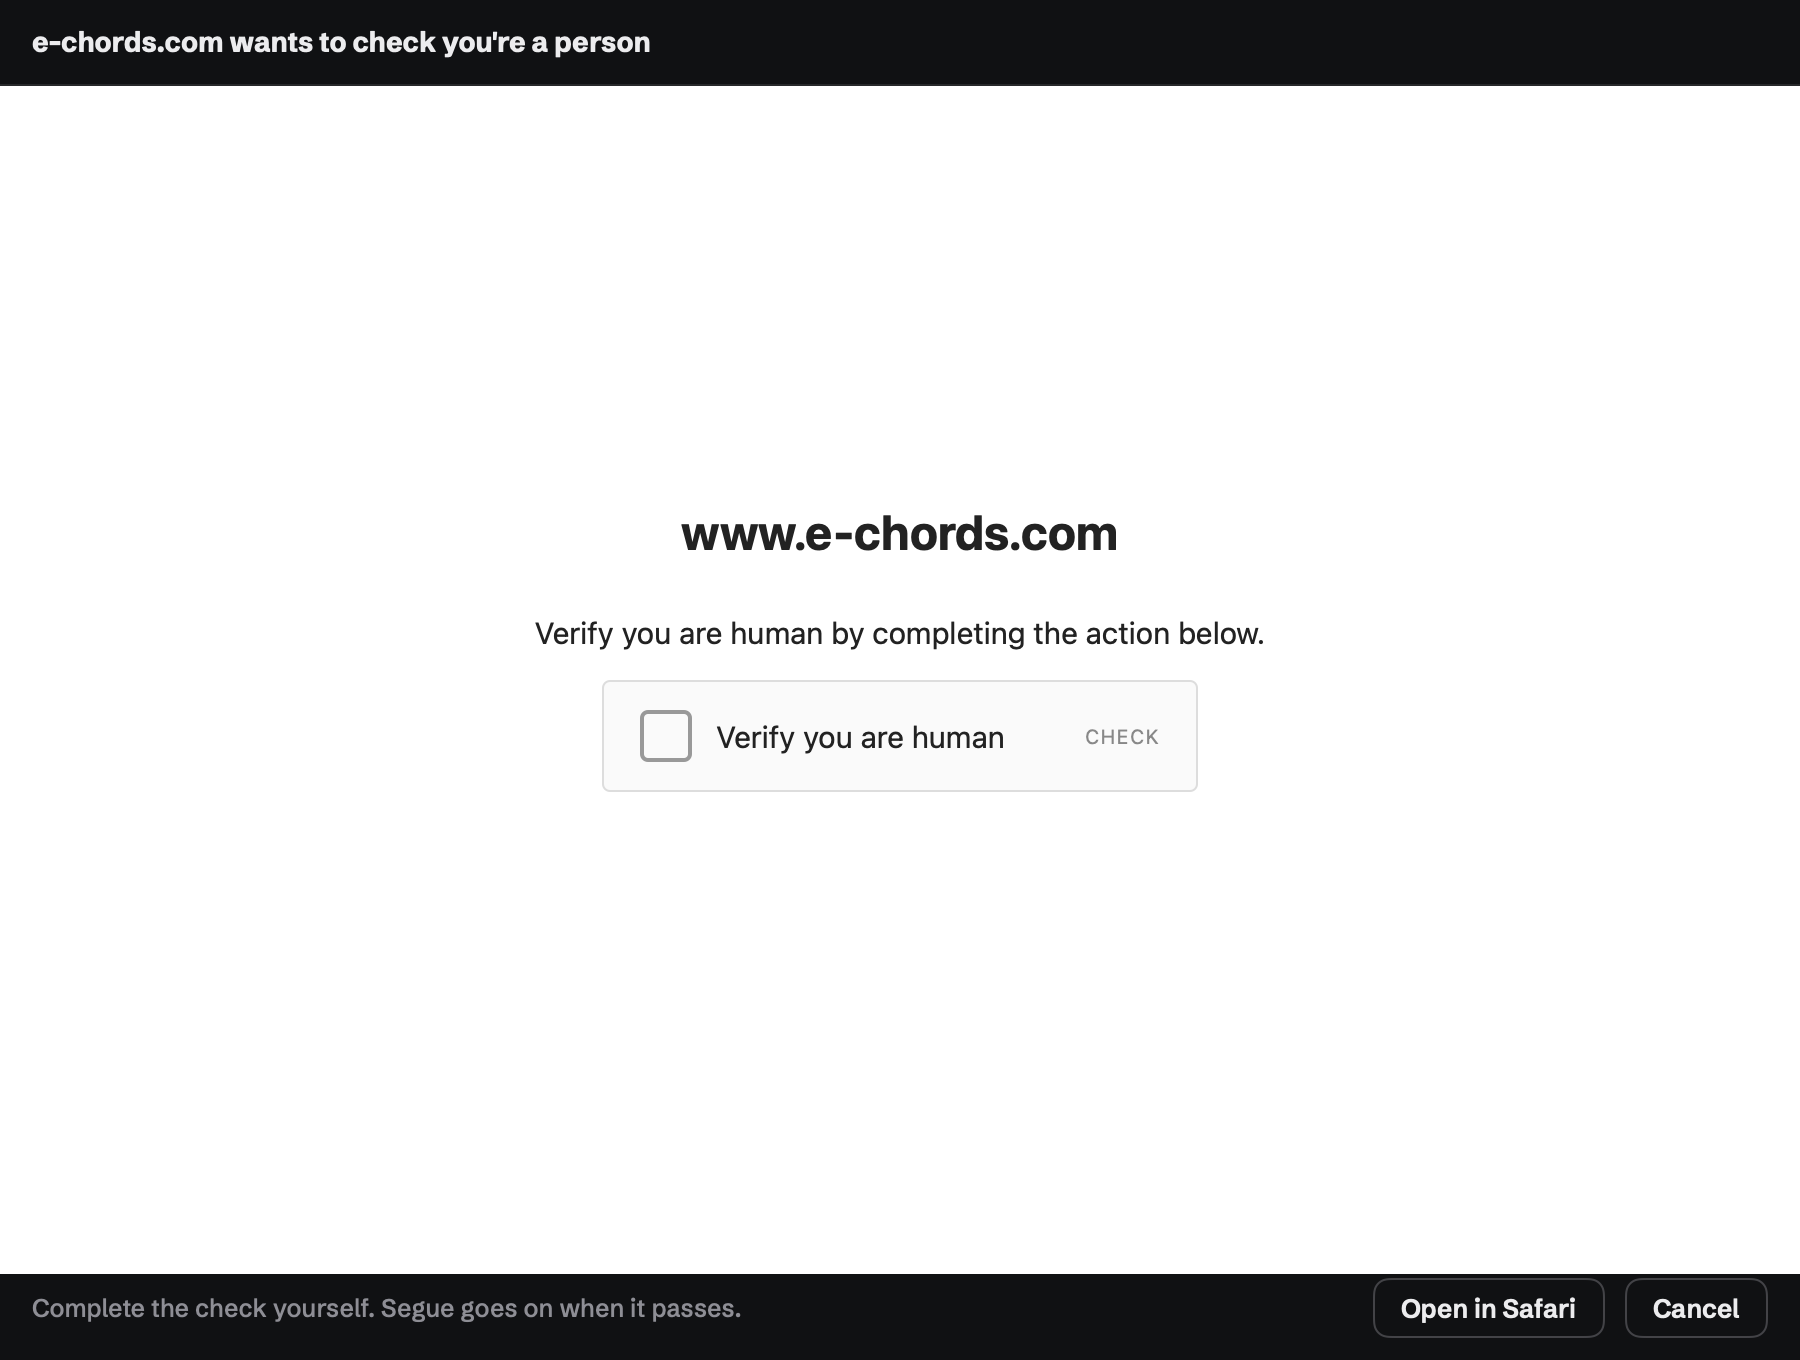 e-chords.com wants to check you're a person
www.e-chords.com
Verify you are human by completing the action below.
Verify you are human CHECK
Complete the check yourself. Segue goes on when it passes. Open in Safari Cancel